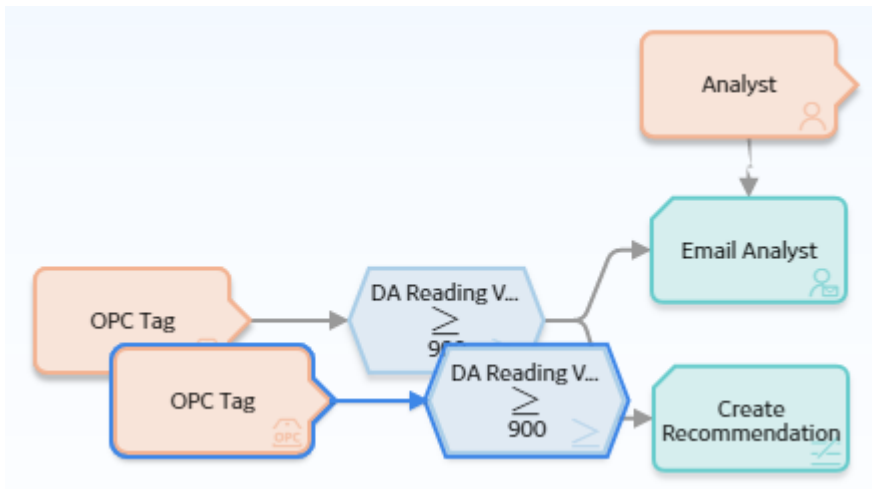 Analyst
Email Analyst
DA Reading V...
≥
OPC Tag
DA Reading V...
≥
900
OPC Tag
OPC
Create
Recommendation